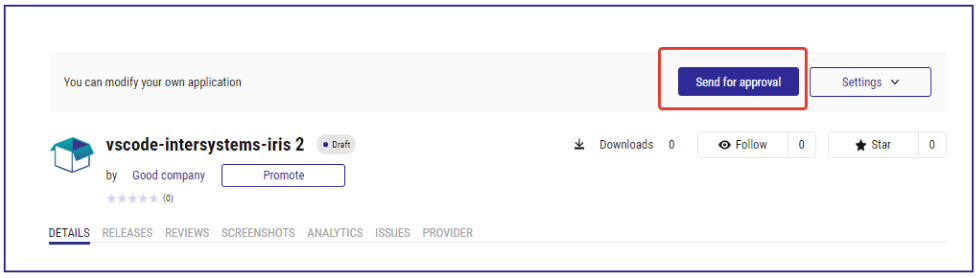 You can modify your own application
Send for approval
Settings
vscode-intersystems-iris 2
Draft
Downloads 0
Follow 0
Star 0
by Good company
Promote
(0)
DETAILS RELEASES REVIEWS SCREENSHOTS ANALYTICS ISSUES PROVIDER